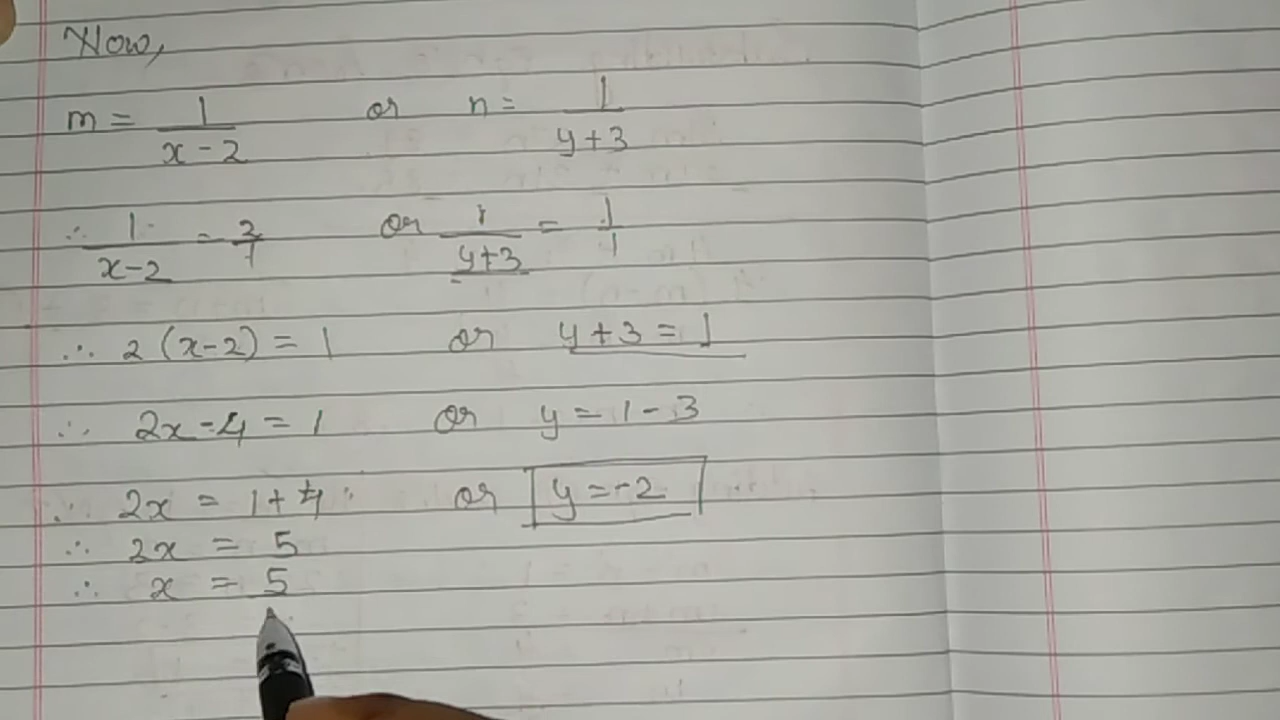 Now,
m = 1/(x - 2) or n = 1/(y + 3)
∴ 1/(x-2) = 2/1 or 1/(y+3) = 1/1
∴ 2 (x-2) = 1 or y + 3 = 1
∴ 2x - 4 = 1 or y = 1 - 3
∴ 2x = 1 + 4 or y = -2
∴ 2x = 5
∴ x = 5